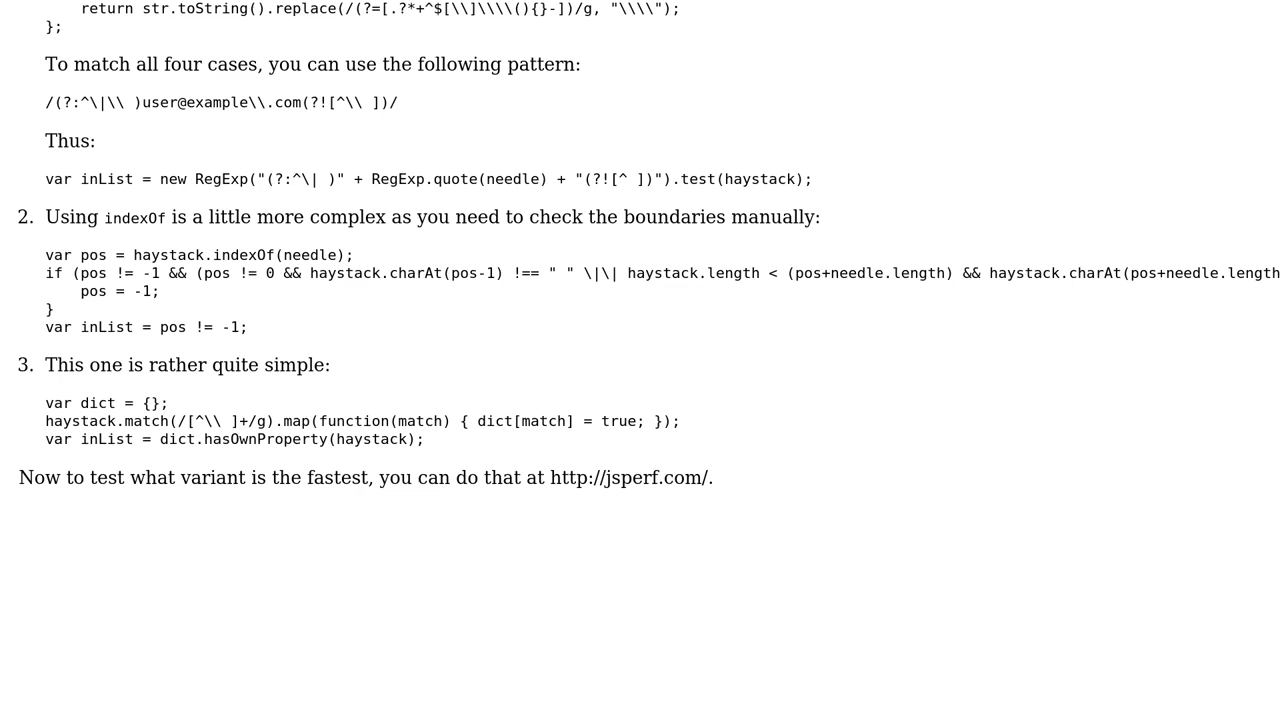 return str.toString().replace(/(?=[.?*+^$[\\]\\\\(){}-])/g, "\\\\");
};
To match all four cases, you can use the following pattern:
/(?:^\|\\ )user@example\\.com(?![^\\ ])/
Thus:
var inList = new RegExp("(?:^\| )" + RegExp.quote(needle) + "(?![^ ])").test(haystack);
2. Using indexOf is a little more complex as you need to check the boundaries manually:
var pos = haystack.indexOf(needle);
if (pos != -1 && (pos != 0 && haystack.charAt(pos-1) !== " " \|\| haystack.length < (pos+needle.length) && haystack.charAt(pos+needle.length
pos = -1;
}
var inList = pos != -1;
3. This one is rather quite simple:
var dict = {};
haystack.match(/[^\\ ]+/g).map(function(match) { dict[match] = true; });
var inList = dict.hasOwnProperty(haystack);
Now to test what variant is the fastest, you can do that at http://jsperf.com/.